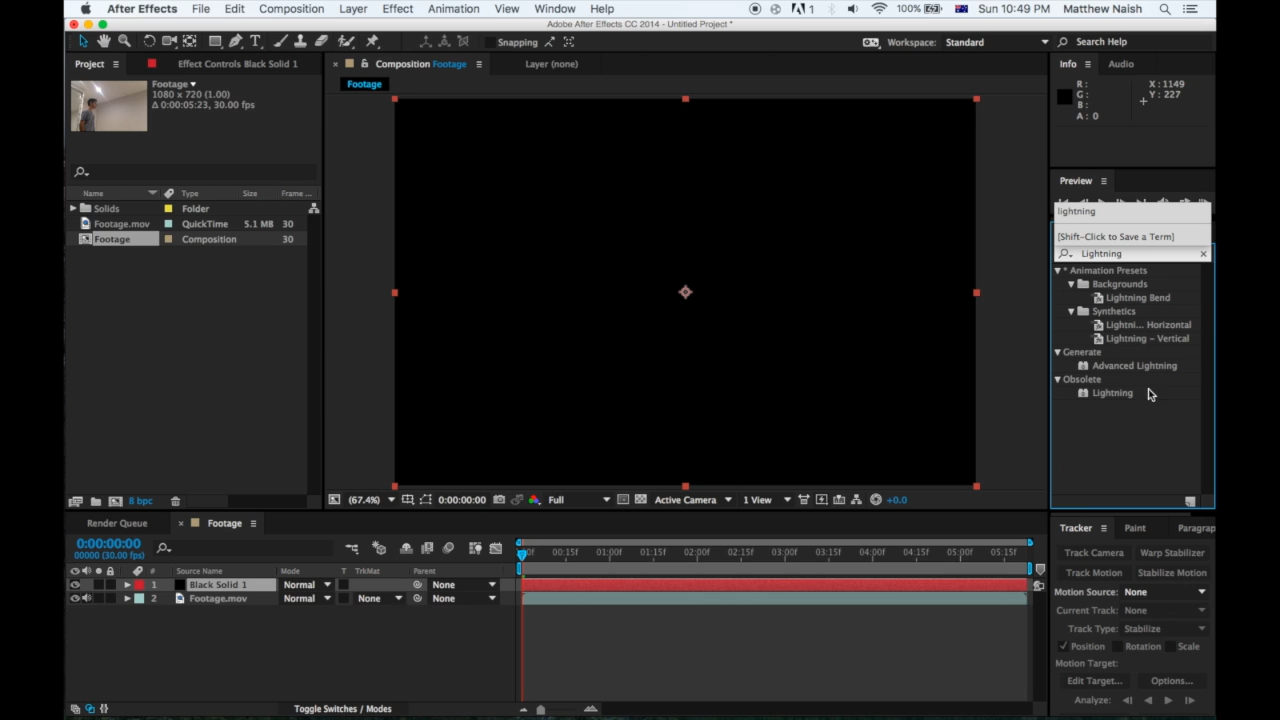 After Effects File Edit Composition Layer Effect Animation View Window Help 1 100% Sun 10:49 PM Matthew Naish
Adobe After Effects CC 2014 - Untitled Project *
Snapping Workspace: Standard Search Help
Project Effect Controls Black Solid 1 Composition Footage Layer (none) Info Audio
Footage
1080 x 720 (1.00)
Δ 0:00:05:23, 30.00 fps
Footage
R :
G :
B :
A : 0
X : 1149
Y : 227
Preview
Name Type Size Frame ...
Solids Folder
Footage.mov QuickTime 5.1 MB 30
Footage Composition 30
lightning
[Shift-Click to Save a Term]
Lightning
* Animation Presets
Backgrounds
Lightning Bend
Synthetics
Lightni... Horizontal
Lightning - Vertical
Generate
Advanced Lightning
Obsolete
Lightning
8 bpc
(67.4%) 0:00:00:00 Full Active Camera 1 View +0.0
Render Queue Footage
0:00:00:00
00000 (30.00 fps)
:00f 00:15f 01:00f 01:15f 02:00f 02:15f 03:00f 03:15f 04:00f 04:15f 05:00f 05:15f
# Source Name Mode T TrkMat Parent
1 Black Solid 1 Normal None
2 Footage.mov Normal None None
Toggle Switches / Modes
Tracker Paint Paragrap
Track Camera Warp Stabilizer
Track Motion Stabilize Motion
Motion Source: None
Current Track: None
Track Type: Stabilize
Position Rotation Scale
Motion Target:
Edit Target... Options...
Analyze: